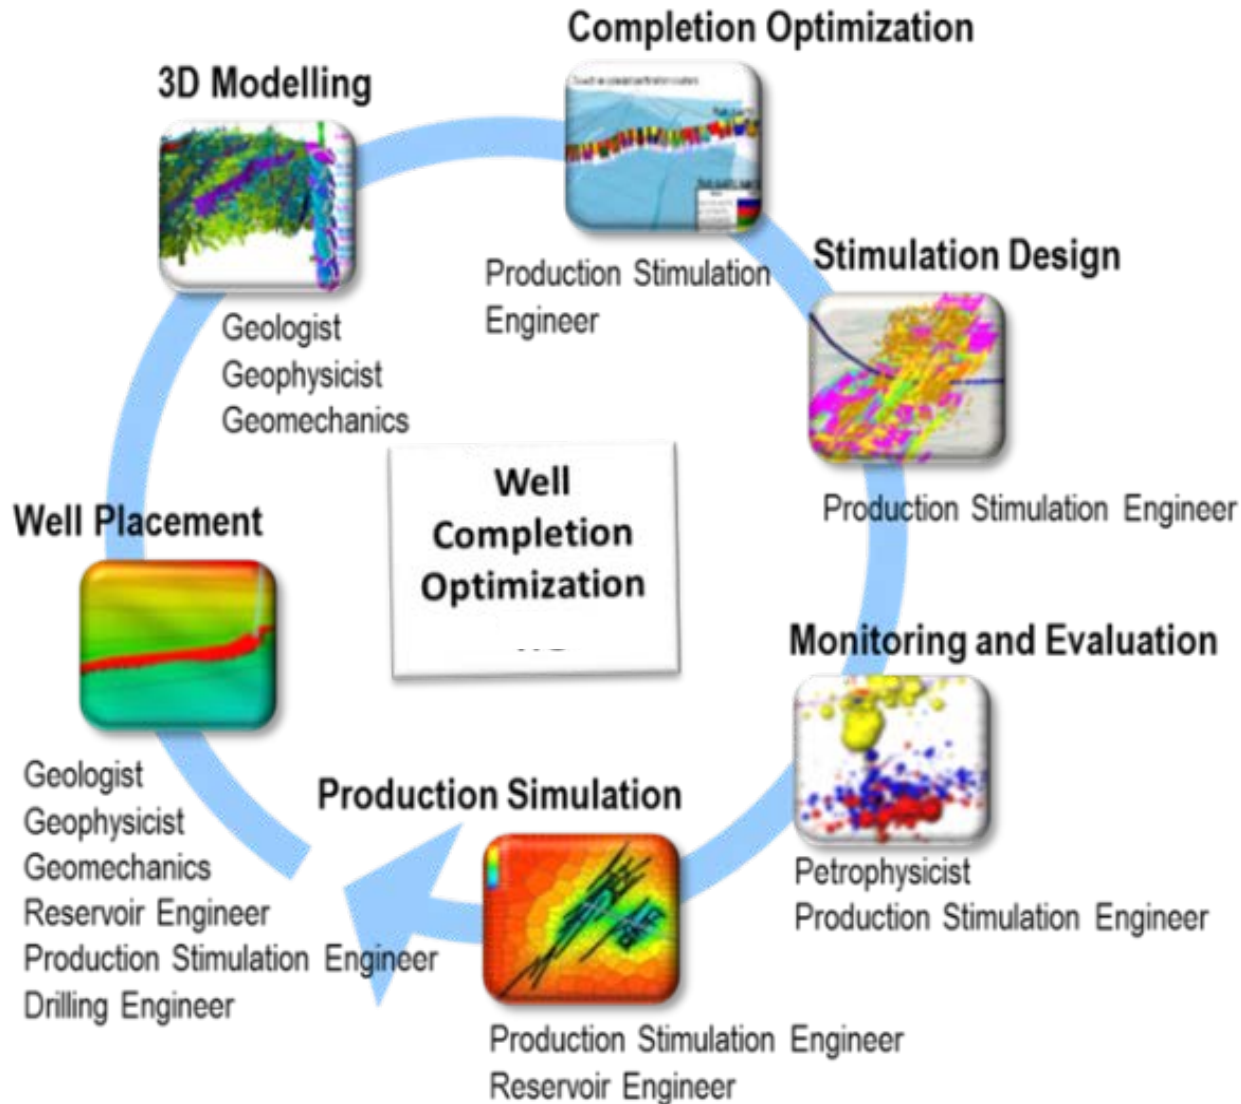 Completion Optimization
3D Modelling
Production Stimulation
Engineer
Stimulation Design
Geologist
Geophysicist
Geomechanics
Well
Completion
Optimization
Production Stimulation Engineer
Well Placement
Monitoring and Evaluation
Geologist
Geophysicist
Geomechanics
Reservoir Engineer
Production Stimulation Engineer
Drilling Engineer
Production Simulation
Petrophysicist
Production Stimulation Engineer
Production Stimulation Engineer
Reservoir Engineer